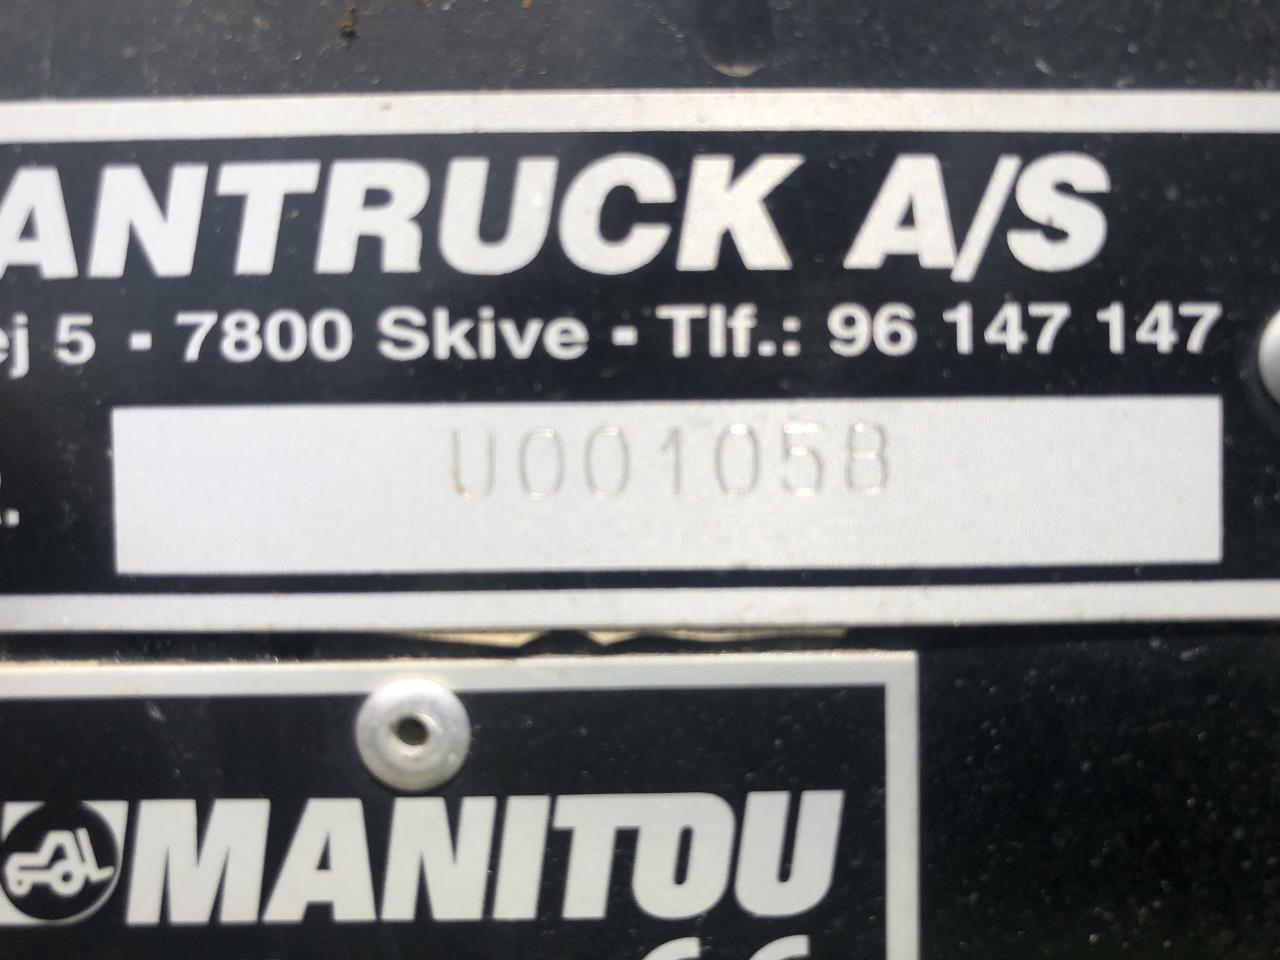 ANTRUCK A/S
ej 5 - 7800 Skive - Tlf.: 96 147 147
U001058
MANITOU